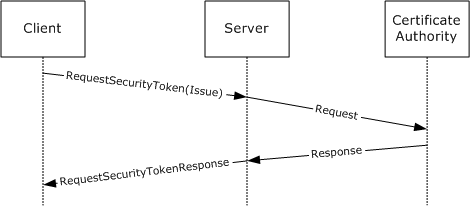 Client
Server
Certificate
Authority
RequestSecurityToken(Issue)
Request
Response
RequestSecurityTokenResponse